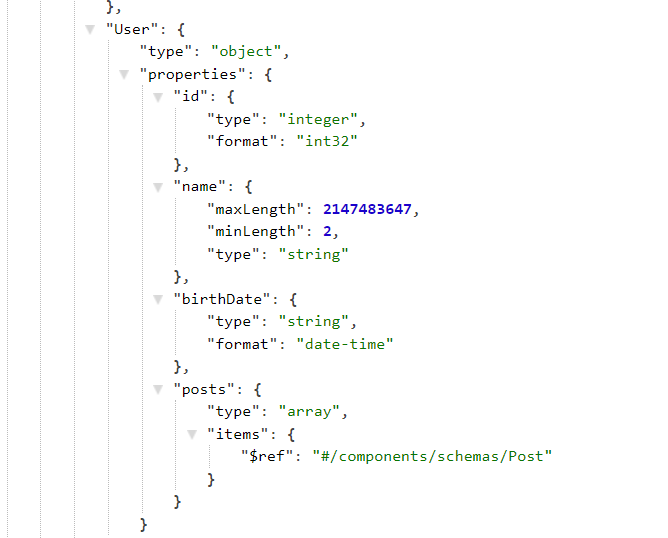 },
"User": {
"type": "object",
"properties": {
"id": {
"type": "integer",
"format": "int32"
},
"name": {
"maxLength": 2147483647,
"minLength": 2,
"type": "string"
},
"birthDate": {
"type": "string",
"format": "date-time"
},
"posts": {
"type": "array",
"items": {
"$ref": "#/components/schemas/Post"
}
}
}